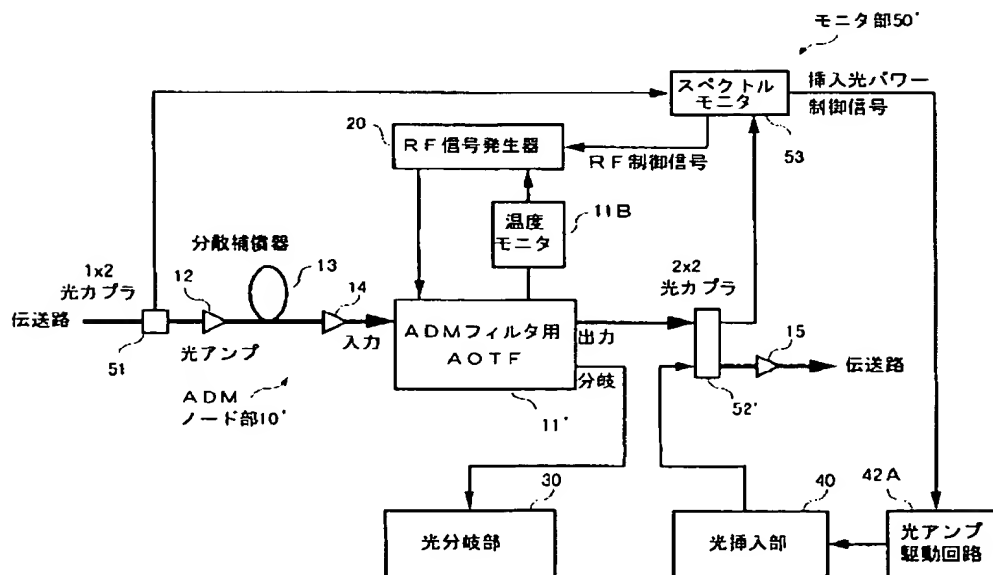 モニタ部50'
スペクトル
モニタ
53
挿入光パワー
制御信号
20
RF信号発生器
RF制御信号
温度
モニタ
11B
分散補償器
13
1x2
光カプラ
12
14
2x2
光カプラ
伝送路
51
光アンプ
入力
ADMフィルタ用
AOTF
出力
分岐
15
伝送路
52'
ADM
ノード部10'
11'
30
光分岐部
40
光挿入部
42A
光アンプ
駆動回路